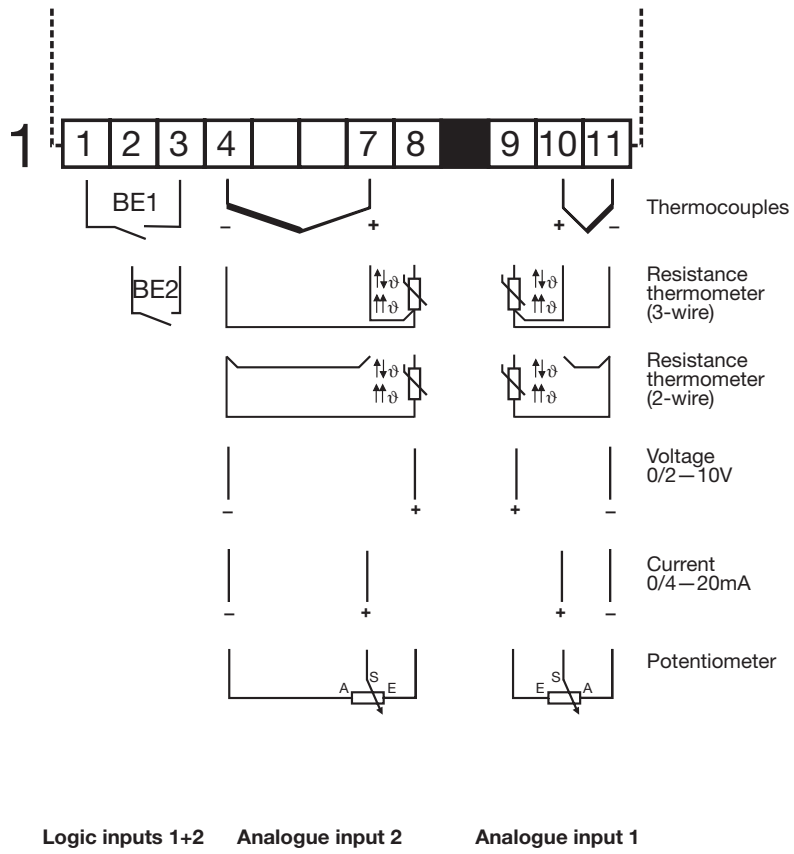 1
1 2 3 4 7 8 9 10 11
BE1
– + + –
Thermocouples
BE2
ϑ ϑ
ϑ ϑ
Resistance
thermometer
(3-wire)
ϑ ϑ
ϑ ϑ
Resistance
thermometer
(2-wire)
Voltage
0/2—10V
– + + –
Current
0/4—20mA
– + + –
Potentiometer
A S E E S A
Logic inputs 1+2 Analogue input 2 Analogue input 1